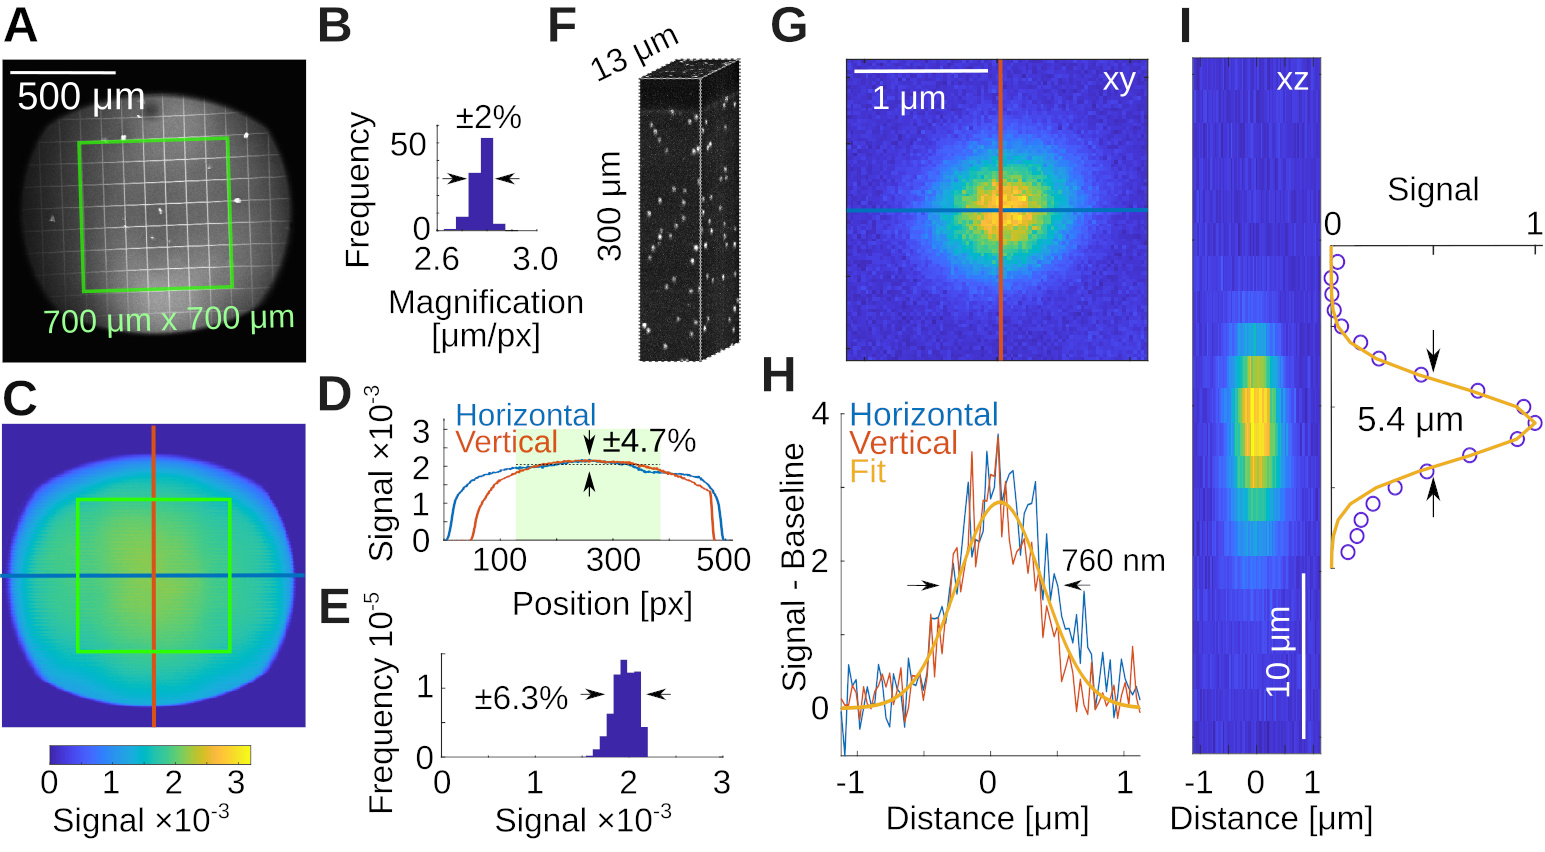 A
500 µm
700 µm x 700 µm
B
±2%
Frequency
50
0
2.6
3.0
Magnification
[µm/px]
C
0
1
2
3
Signal ×10⁻³
D
Horizontal
Vertical
±4.7%
Signal ×10⁻³
3
2
1
0
100
300
500
Position [px]
E
Frequency 10⁻⁵
±6.3%
1
0
0
1
2
3
Signal ×10⁻³
F
13 µm
300 µm
G
xy
1 µm
H
Horizontal
Vertical
Fit
760 nm
Signal - Baseline
4
2
0
-1
0
1
Distance [µm]
I
xz
10 µm
-1
0
1
Distance [µm]
Signal
0
1
5.4 µm